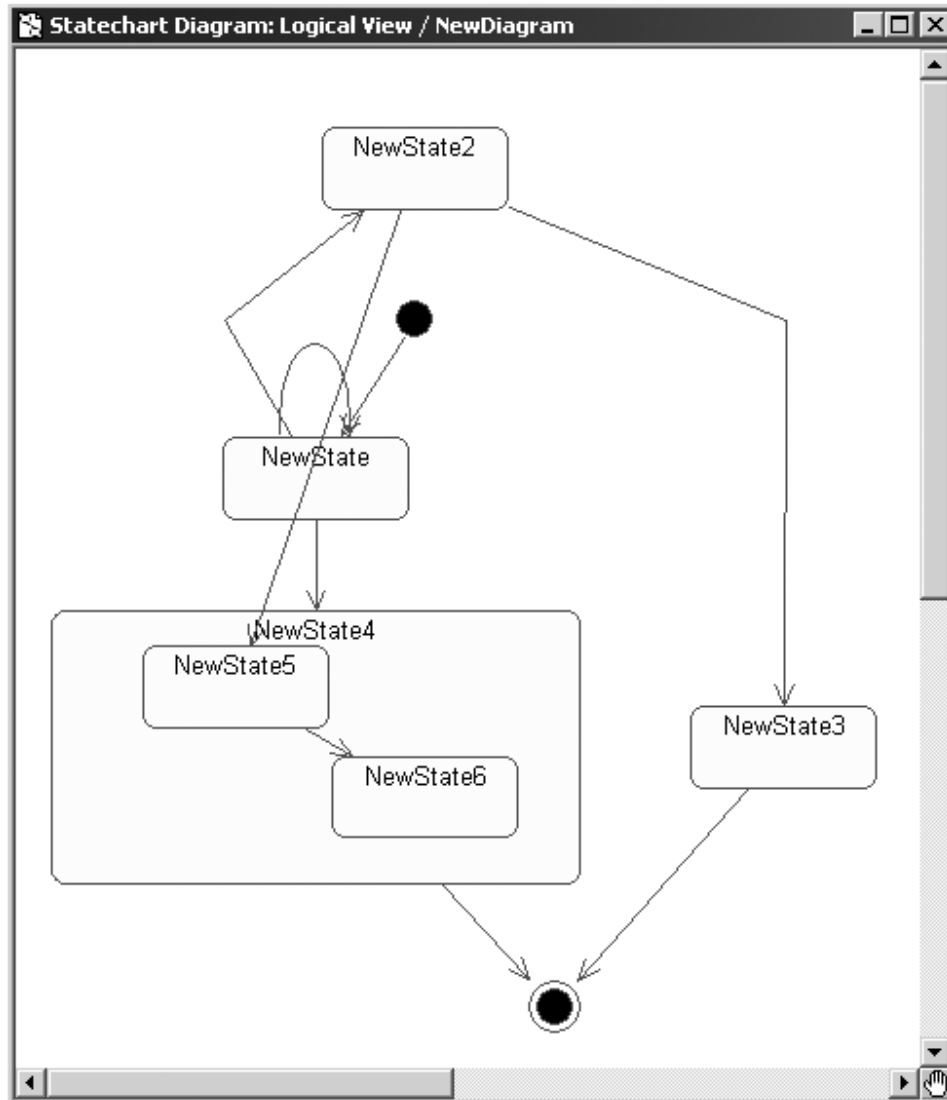 Statechart Diagram: Logical View / NewDiagram
NewState2
NewState
NewState4
NewState5
NewState3
NewState6